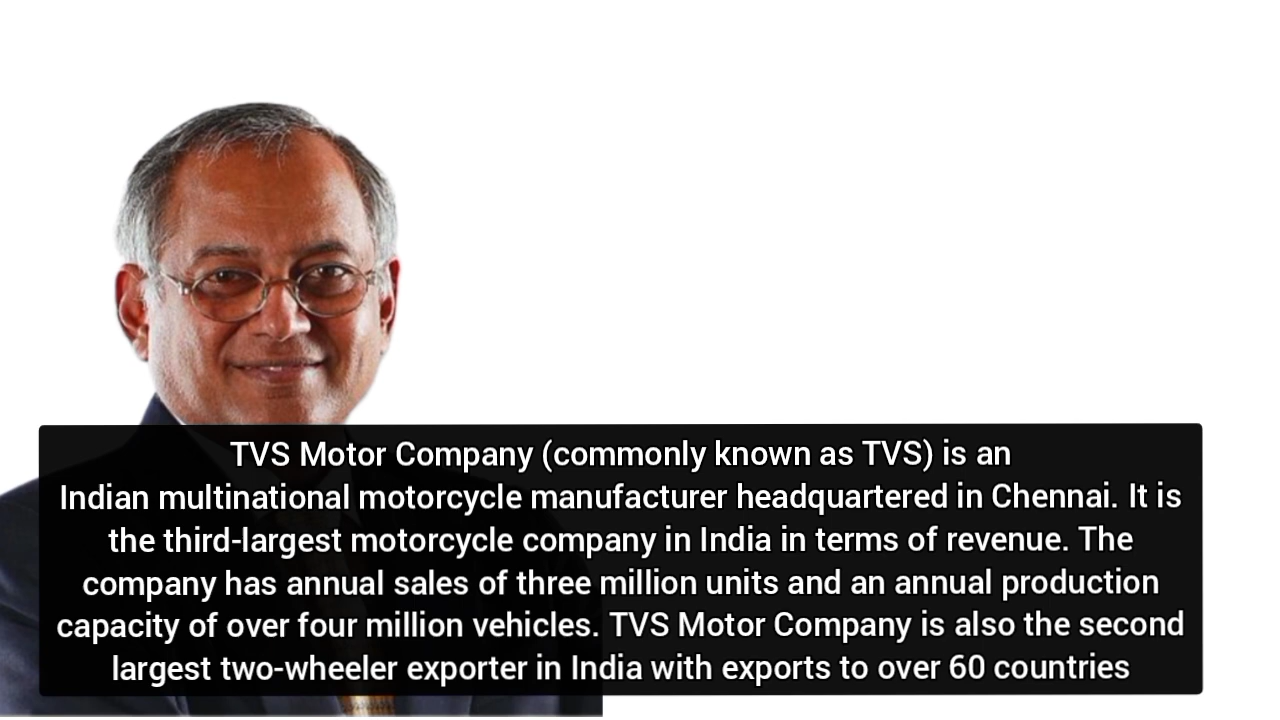 TVS Motor Company (commonly known as TVS) is an
Indian multinational motorcycle manufacturer headquartered in Chennai. It is
the third-largest motorcycle company in India in terms of revenue. The
company has annual sales of three million units and an annual production
capacity of over four million vehicles. TVS Motor Company is also the second
largest two-wheeler exporter in India with exports to over 60 countries